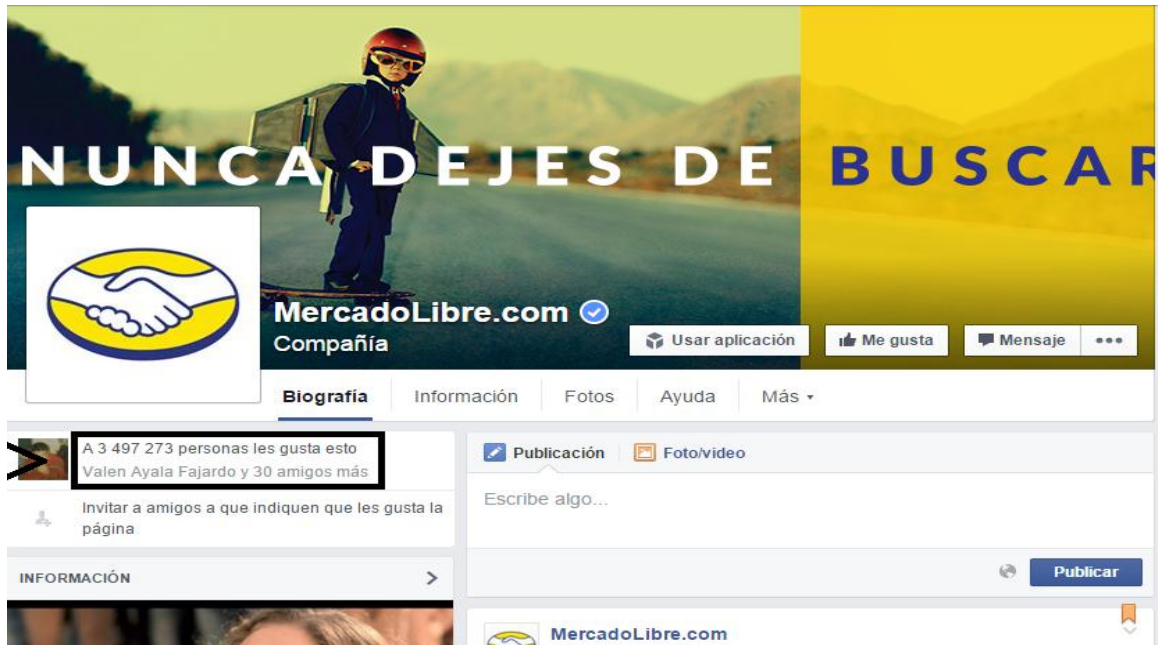 NUNCA DEJES DE BUSCAR
MercadoLibre.com
Compañía
Usar aplicación
Me gusta
Mensaje
Biografía
Información
Fotos
Ayuda
Más
A 3 497 273 personas les gusta esto
Valen Ayala Fajardo y 30 amigos más
Invitar a amigos a que indiquen que les gusta la
página
INFORMACIÓN
Publicación
Foto/video
Escribe algo...
Publicar
MercadoLibre.com